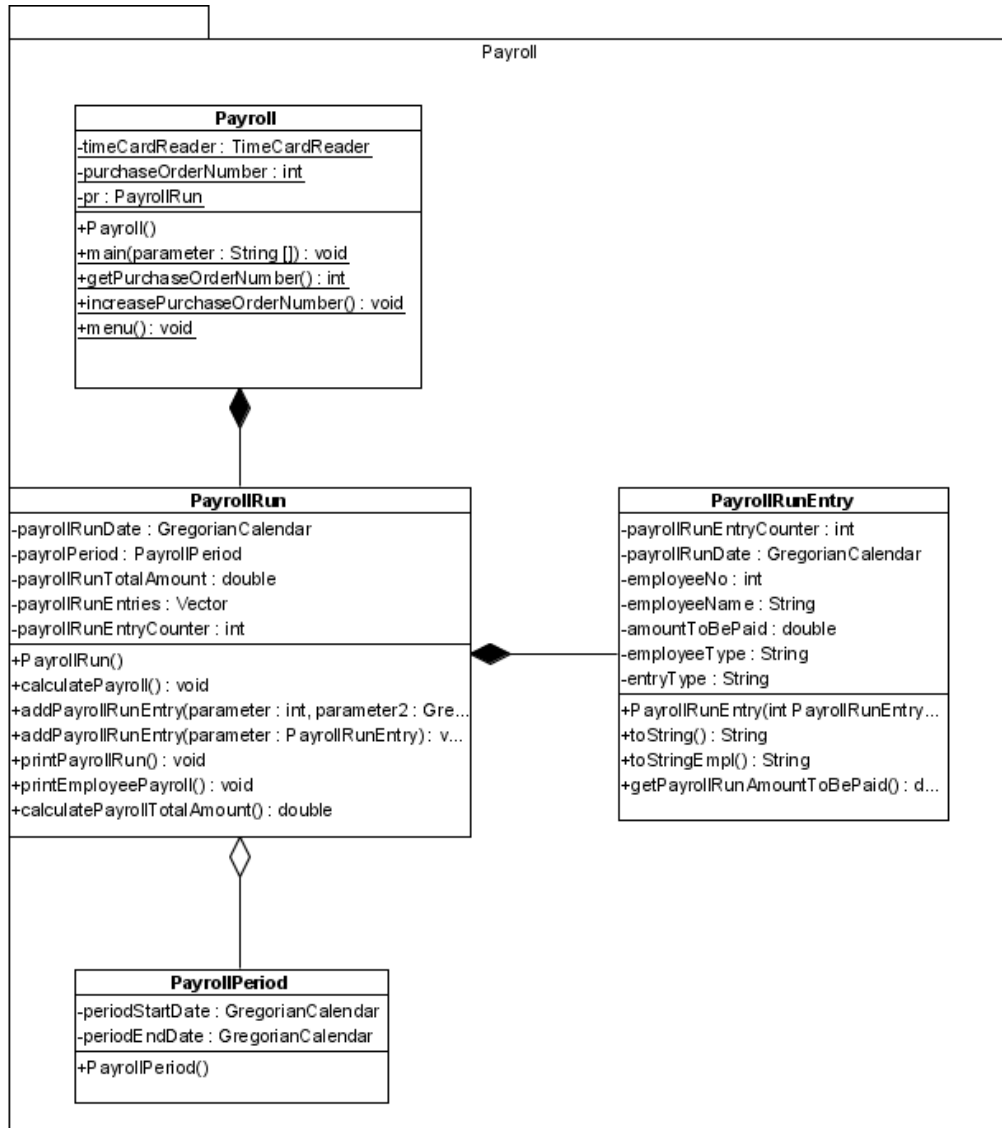 Payroll
Payroll
-timeCardReader : TimeCardReader
-purchaseOrderNumber : int
-pr : PayrollRun
+Payroll()
+main(parameter : String []) : void
+getPurchaseOrderNumber() : int
+increasePurchaseOrderNumber() : void
+menu() : void
PayrollRun
-payrollRunDate : GregorianCalendar
-payrolPeriod : PayrollPeriod
-payrollRunTotalAmount : double
-payrollRunEntries : Vector
-payrollRunEntryCounter : int
+PayrollRun()
+calculatePayroll() : void
+addPayrollRunEntry(parameter : int, parameter2 : Gre...
+addPayrollRunEntry(parameter : PayrollRunEntry) : v...
+printPayrollRun() : void
+printEmployeePayroll() : void
+calculatePayrollTotalAmount() : double
PayrollRunEntry
-payrollRunEntryCounter : int
-payrollRunDate : GregorianCalendar
-employeeNo : int
-employeeName : String
-amountToBePaid : double
-employeeType : String
-entryType : String
+PayrollRunEntry(int PayrollRunEntry...
+toString() : String
+toStringEmpl() : String
+getPayrollRunAmountToBePaid() : d...
PayrollPeriod
-periodStartDate : GregorianCalendar
-periodEndDate : GregorianCalendar
+PayrollPeriod()